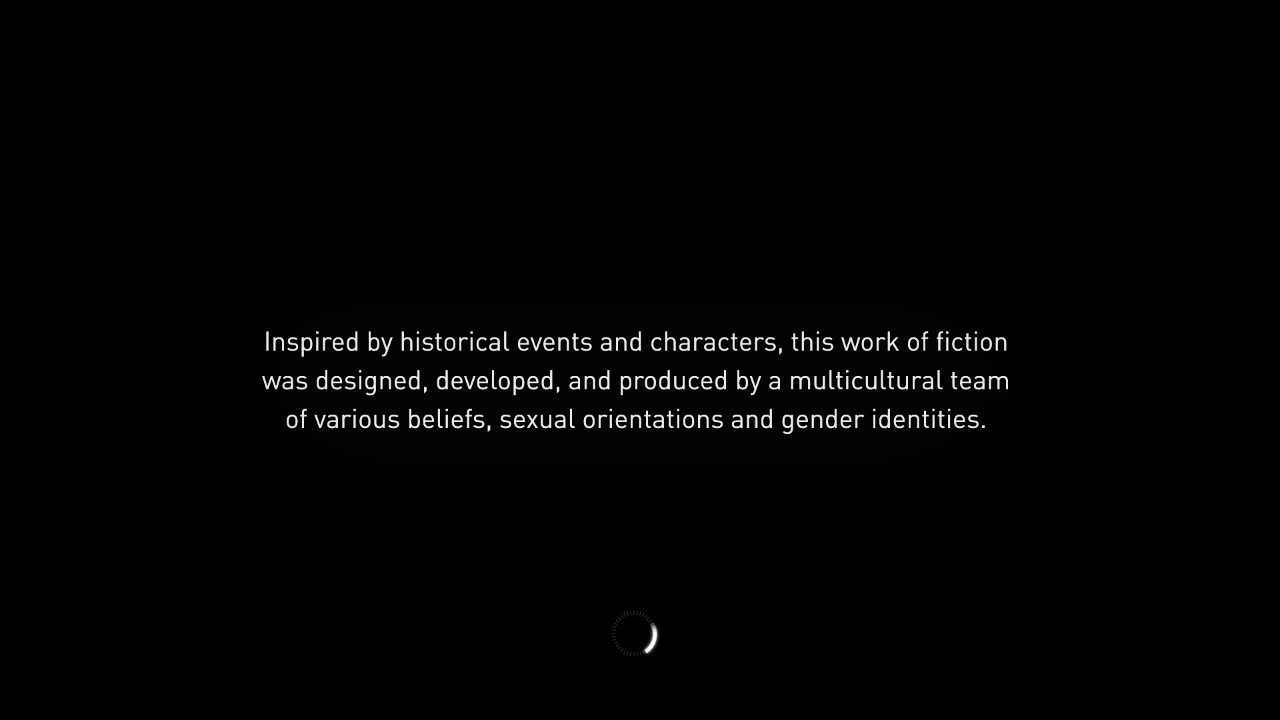 Inspired by historical events and characters, this work of fiction
was designed, developed, and produced by a multicultural team
of various beliefs, sexual orientations and gender identities.